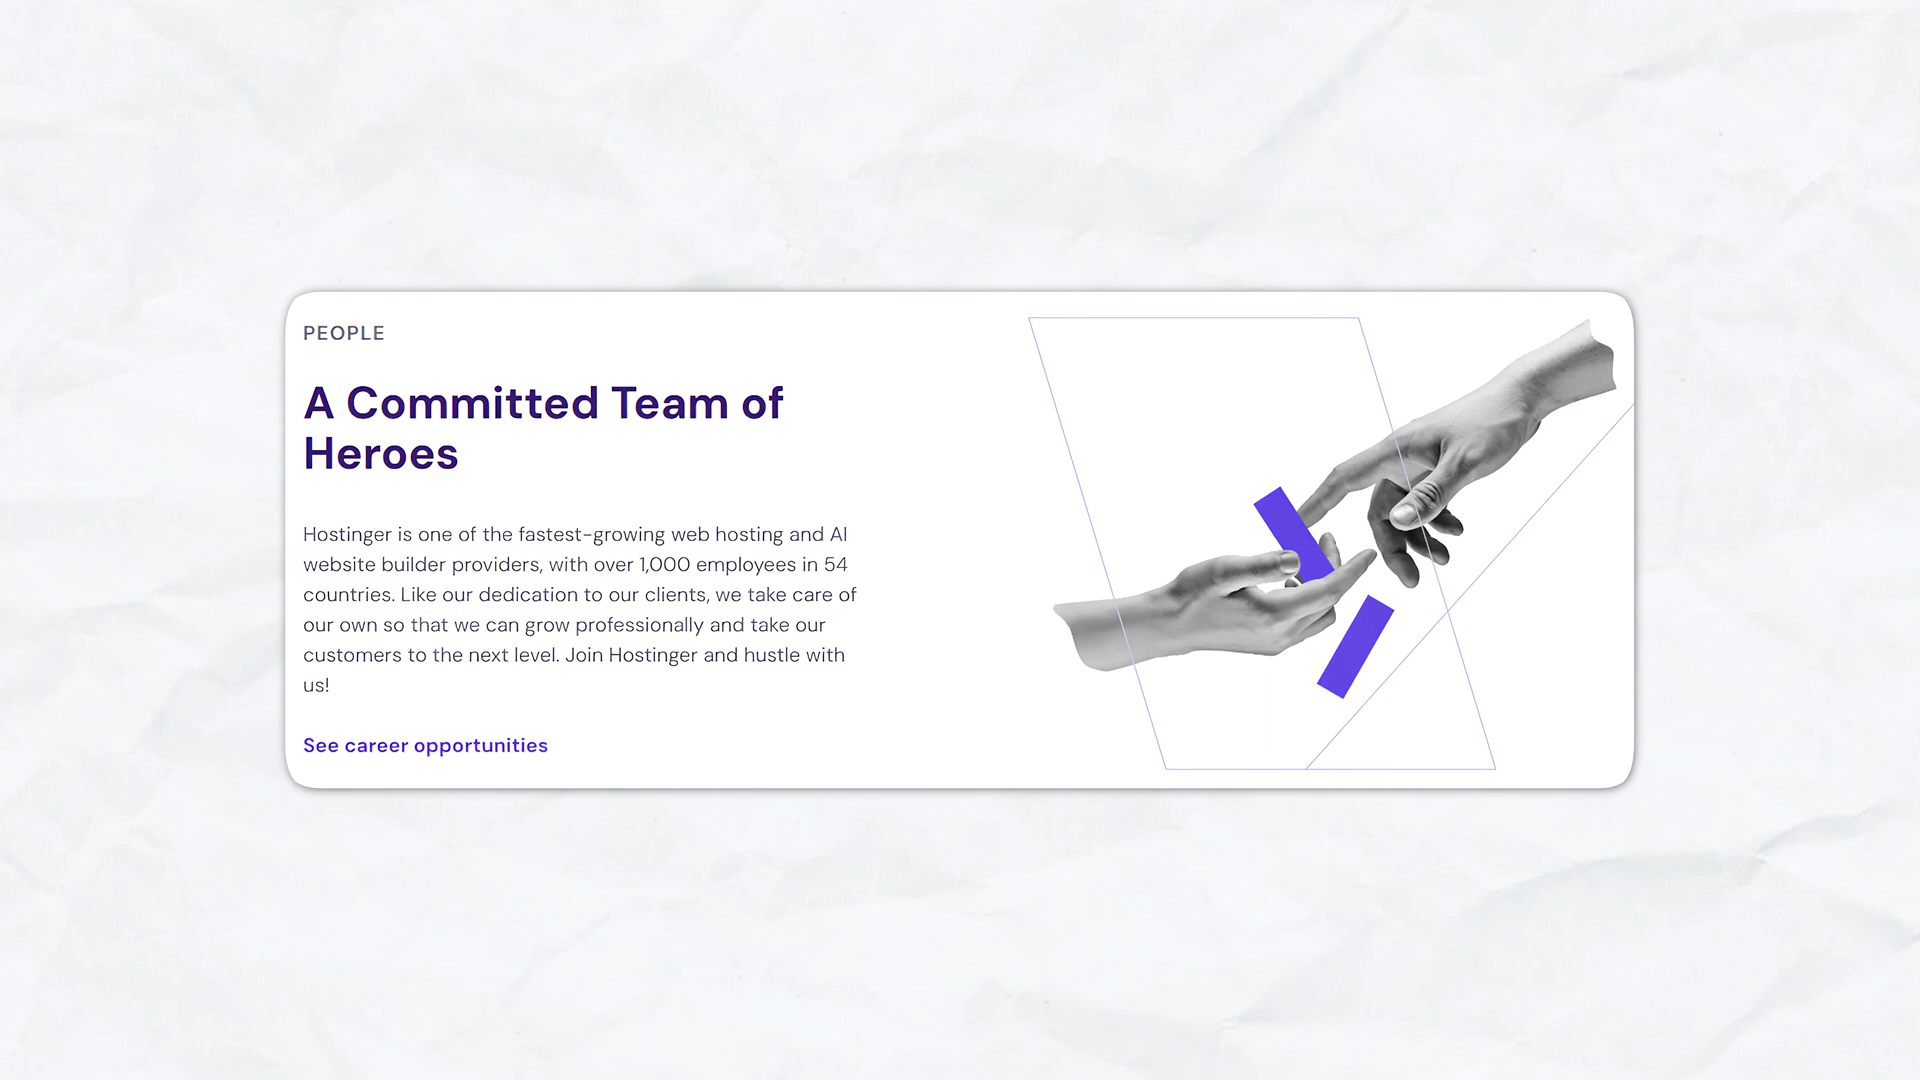 PEOPLE
A Committed Team of
Heroes
Hostinger is one of the fastest-growing web hosting and AI
website builder providers, with over 1,000 employees in 54
countries. Like our dedication to our clients, we take care of
our own so that we can grow professionally and take our
customers to the next level. Join Hostinger and hustle with
us!
See career opportunities